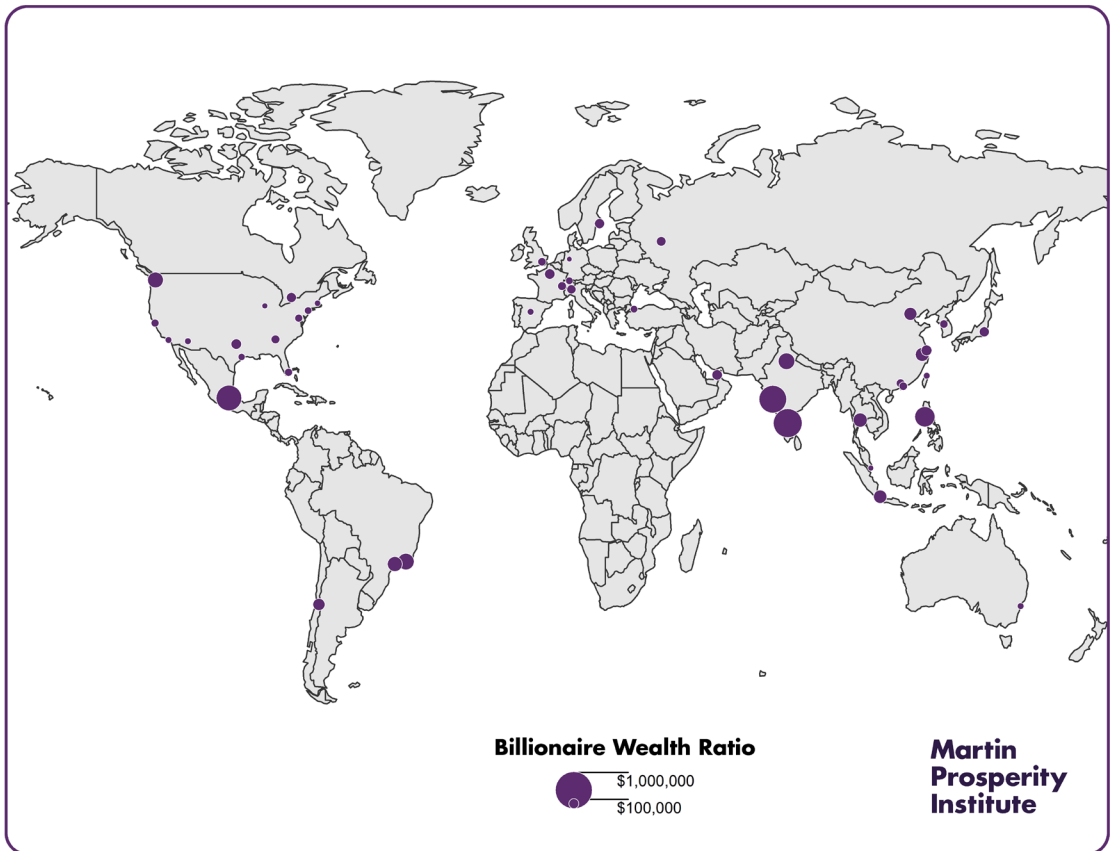 Billionaire Wealth Ratio
$1,000,000
$100,000
Martin
Prosperity
Institute